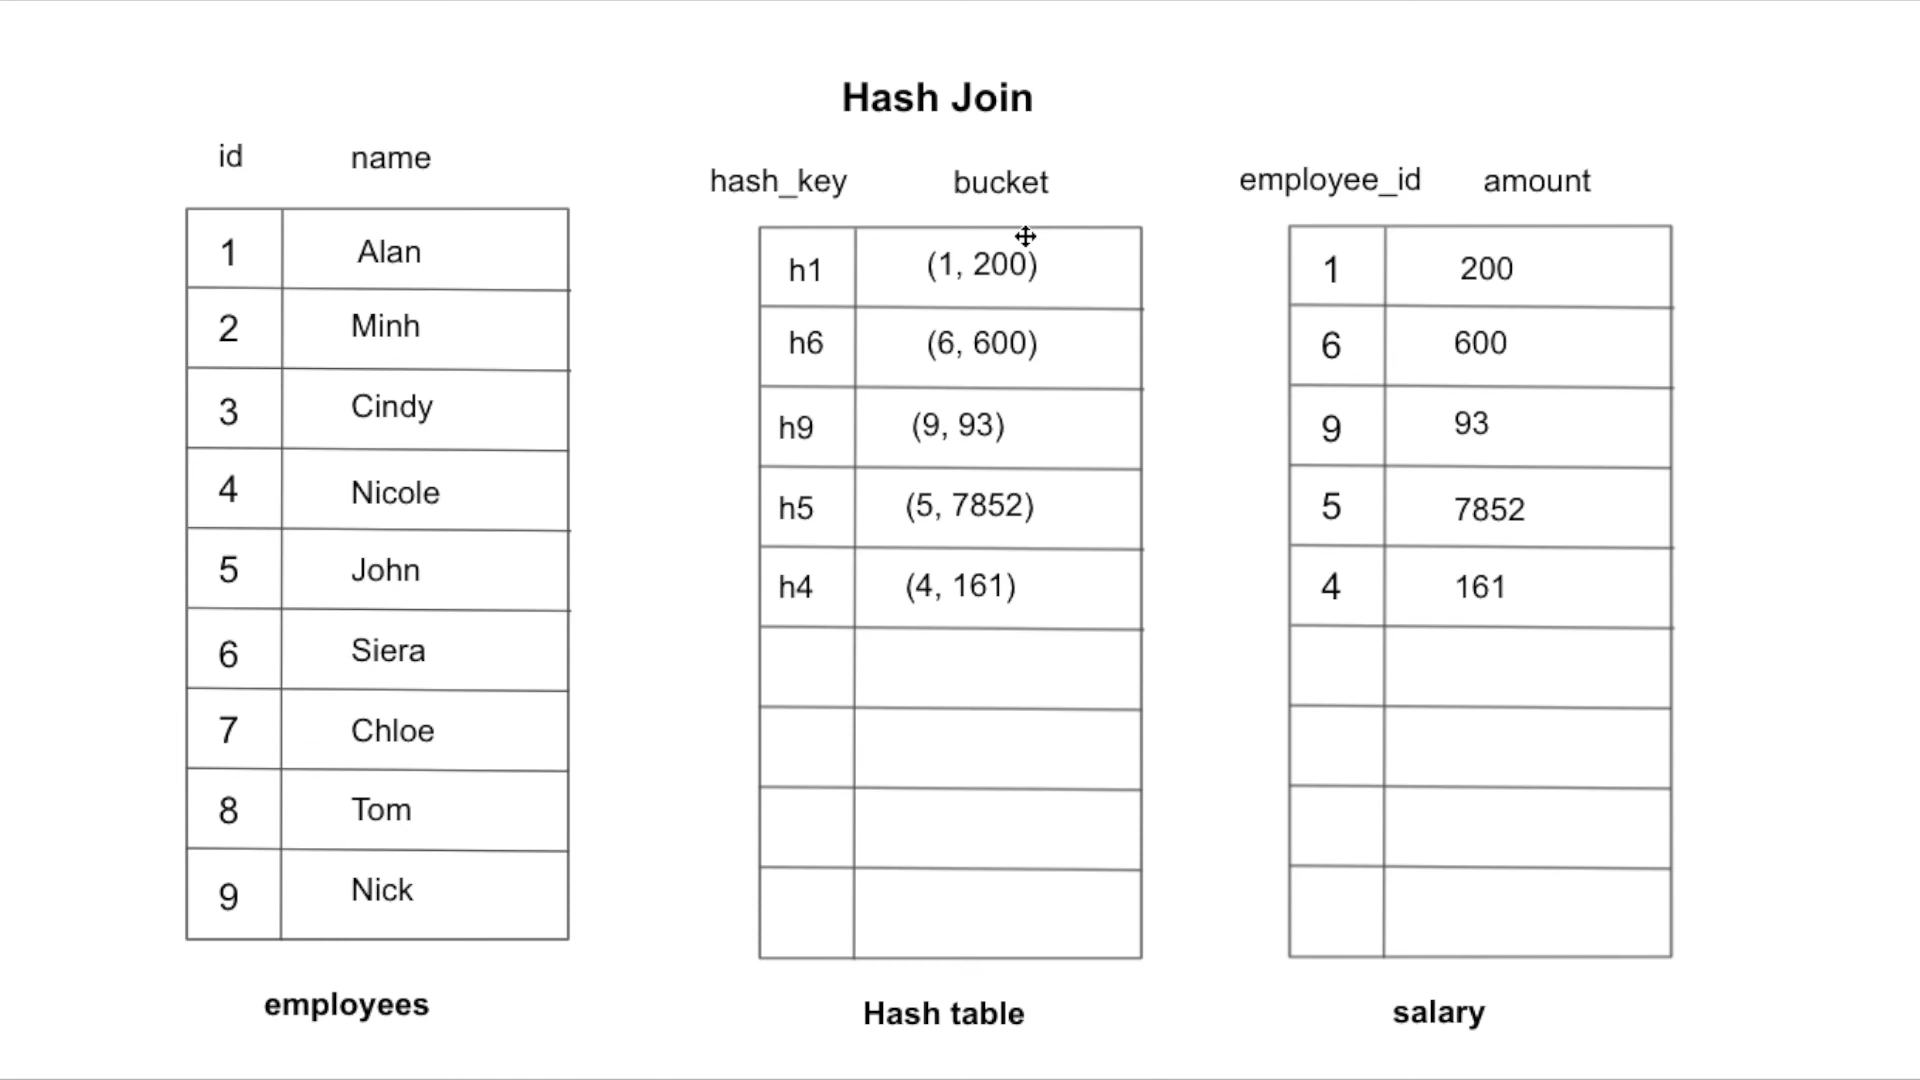 Hash Join
id name
1 Alan
2 Minh
3 Cindy
4 Nicole
5 John
6 Siera
7 Chloe
8 Tom
9 Nick
employees
hash_key bucket
h1 (1, 200)
h6 (6, 600)
h9 (9, 93)
h5 (5, 7852)
h4 (4, 161)
Hash table
employee_id amount
1 200
6 600
9 93
5 7852
4 161
salary